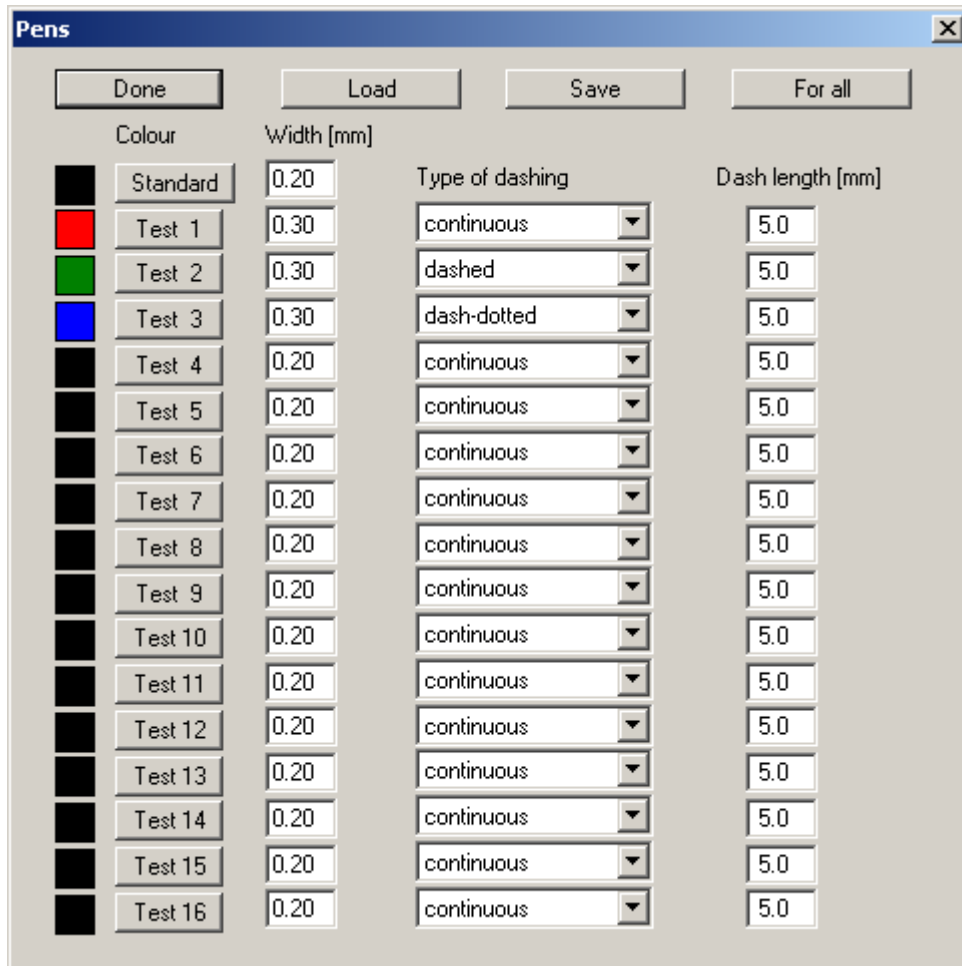 Pens
Done Load Save For all
Colour Width [mm]
Standard 0.20 Type of dashing Dash length [mm]
Test 1 0.30 continuous 5.0
Test 2 0.30 dashed 5.0
Test 3 0.30 dash-dotted 5.0
Test 4 0.20 continuous 5.0
Test 5 0.20 continuous 5.0
Test 6 0.20 continuous 5.0
Test 7 0.20 continuous 5.0
Test 8 0.20 continuous 5.0
Test 9 0.20 continuous 5.0
Test 10 0.20 continuous 5.0
Test 11 0.20 continuous 5.0
Test 12 0.20 continuous 5.0
Test 13 0.20 continuous 5.0
Test 14 0.20 continuous 5.0
Test 15 0.20 continuous 5.0
Test 16 0.20 continuous 5.0